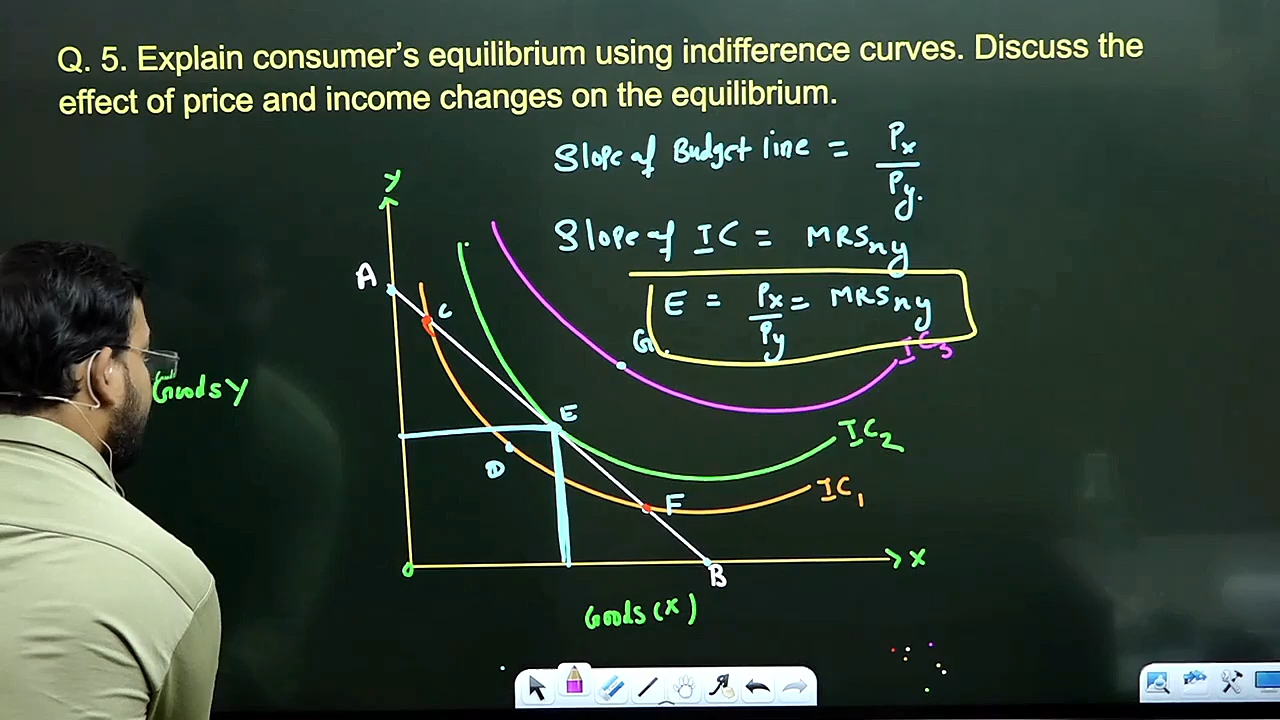 Q. 5. Explain consumer's equilibrium using indifference curves. Discuss the
effect of price and income changes on the equilibrium.
Slope of Budget line = Px/Py.
Slope of IC = MRSxy
E = Px/Py = MRSxy
Y
A
C
G.
IC3
Goods Y
E
IC2
D
F
IC1
O
B
X
Goods (X)